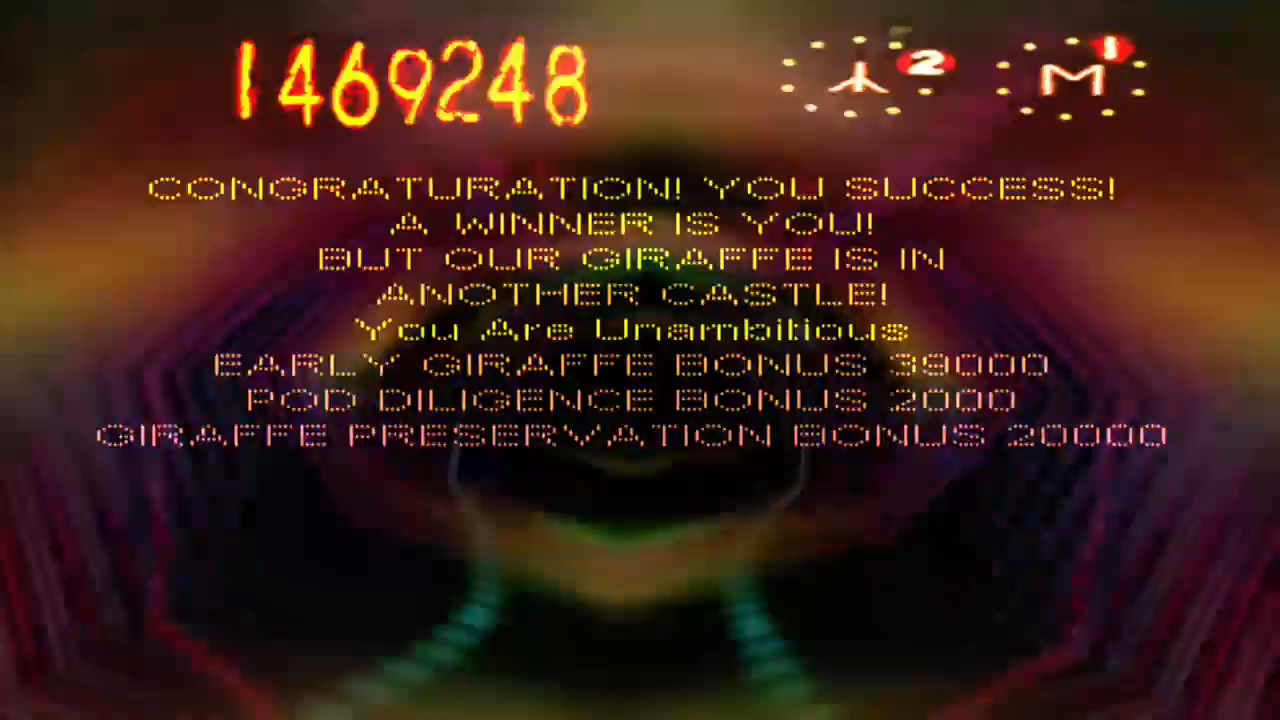 1469248
2
M 1
CONGRATURATION! YOU SUCCESS!
A WINNER IS YOU!
BUT OUR GIRAFFE IS IN
ANOTHER CASTLE!
You Are Unambitious
EARLY GIRAFFE BONUS 39000
POD DILIGENCE BONUS 2000
GIRAFFE PRESERVATION BONUS 20000